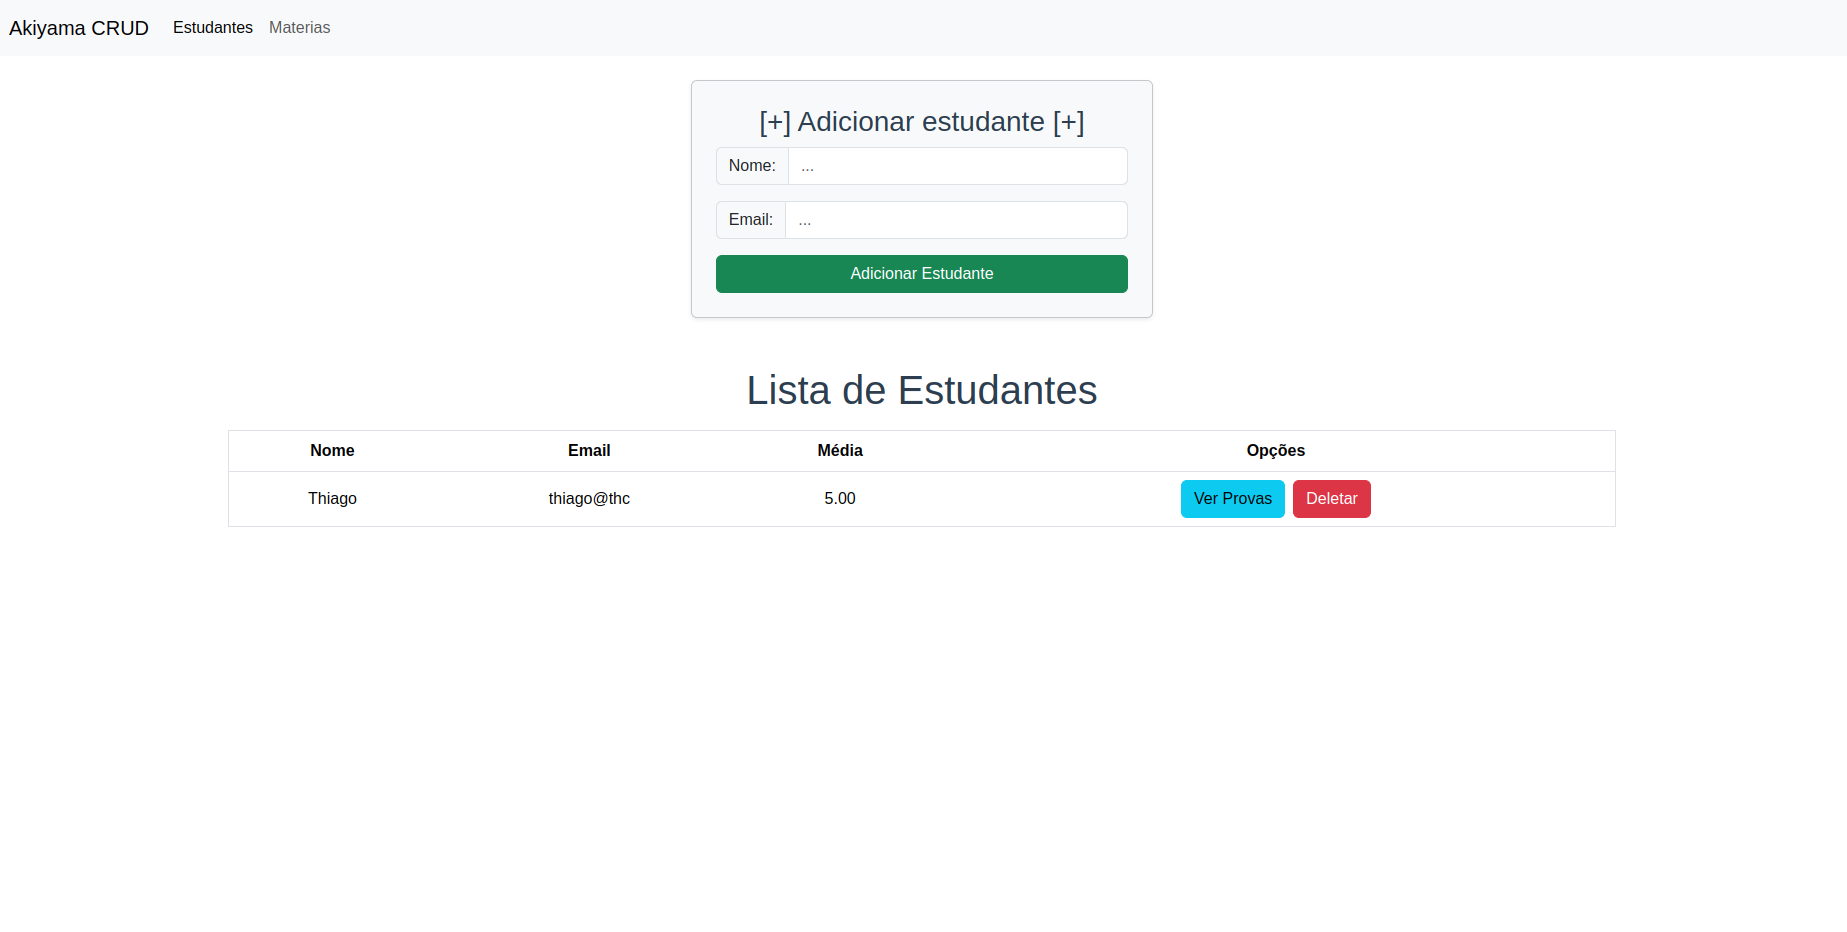 Akiyama CRUD Estudantes Materias
[+] Adicionar estudante [+]
Nome: ...
Email: ...
Adicionar Estudante
Lista de Estudantes
Nome Email Média Opções
Thiago thiago@thc 5.00 Ver Provas Deletar